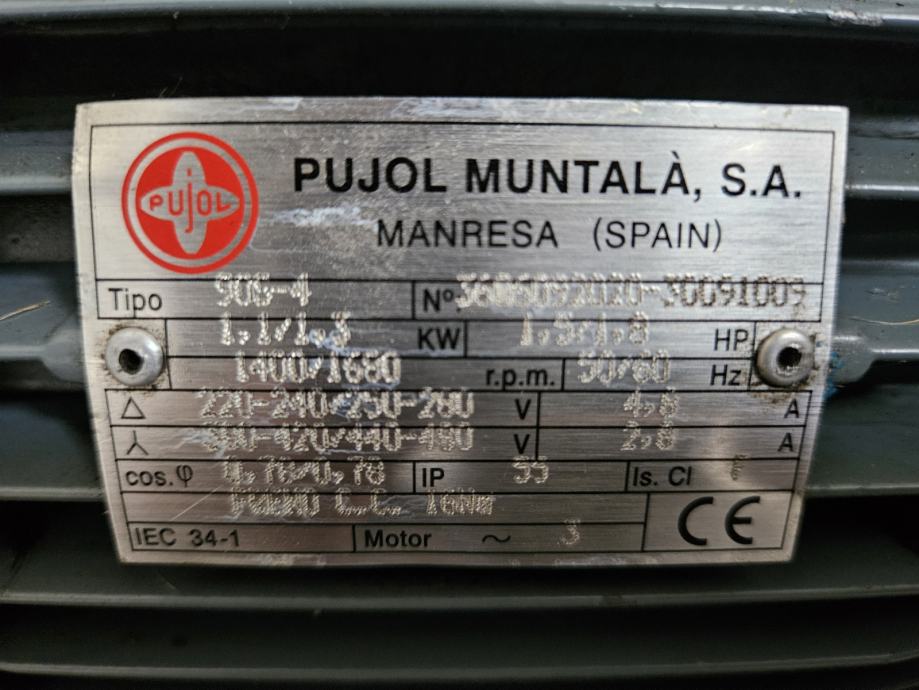 PUJOL
PUJOL MUNTALÀ, S.A.
MANRESA (SPAIN)
Tipo 90S-4 Nº
1,1/1,3 KW 1,5/1,8 HP
1400/1680 r.p.m. 50/60 Hz
△ 220-240/250-280 V 4,8 A
380-420/440-480 V 2,8 A
cos. φ 0,78/0,78 IP 55 Is. Cl
FRENO C.C. 16Nm
IEC 34-1 Motor ~ 3 CE